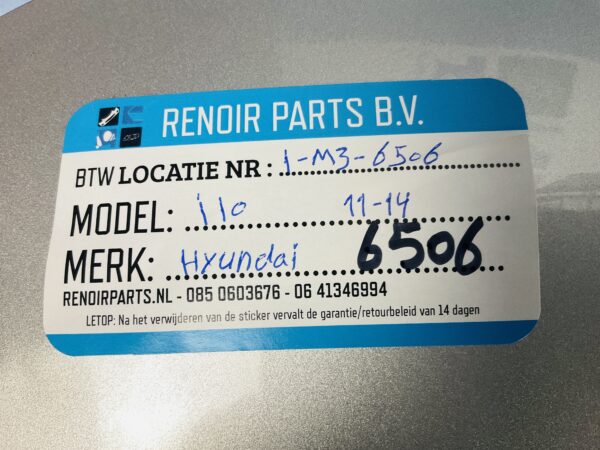 RENOIR PARTS B.V.
BTW LOCATIE NR : 1-M3-6506
MODEL: i10 11-14
MERK: Hyundai 6506
RENOIRPARTS.NL - 085 0603676 - 06 41346994
LETOP: Na het verwijderen van de sticker vervalt de garantie/retourbeleid van 14 dagen